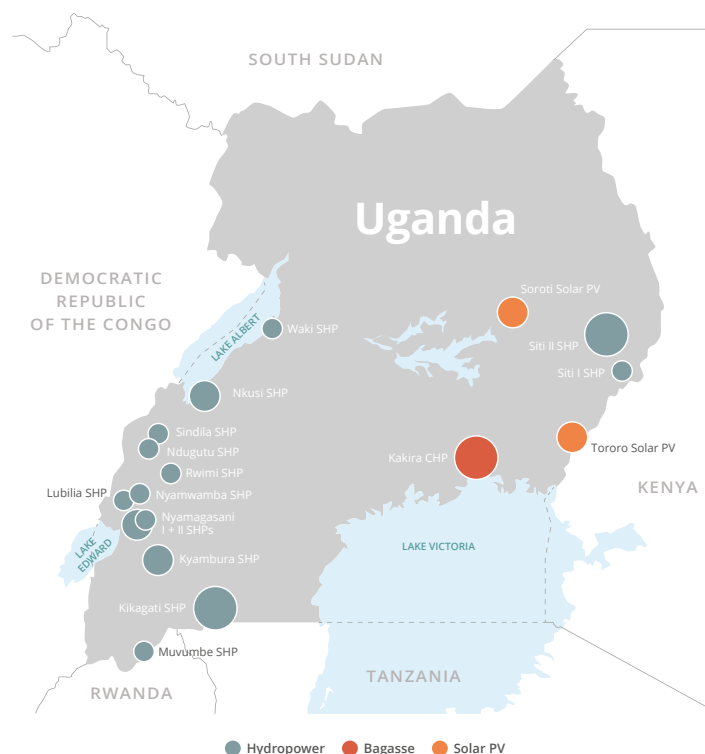 SOUTH SUDAN
Uganda
DEMOCRATIC
REPUBLIC
OF THE CONGO
Soroti Solar PV
LAKE ALBERT
Waki SHP
Siti II SHP
Siti I SHP
Nkusi SHP
Sindila SHP
Ndugutu SHP
Tororo Solar PV
Kakira CHP
Rwimi SHP
KENYA
Lubilia SHP
Nyamwamba SHP
Nyamagasani
I + II SHPs
LAKE
EDWARD
LAKE VICTORIA
Kyambura SHP
Kikagati SHP
Muvumbe SHP
TANZANIA
RWANDA
Hydropower
Bagasse
Solar PV